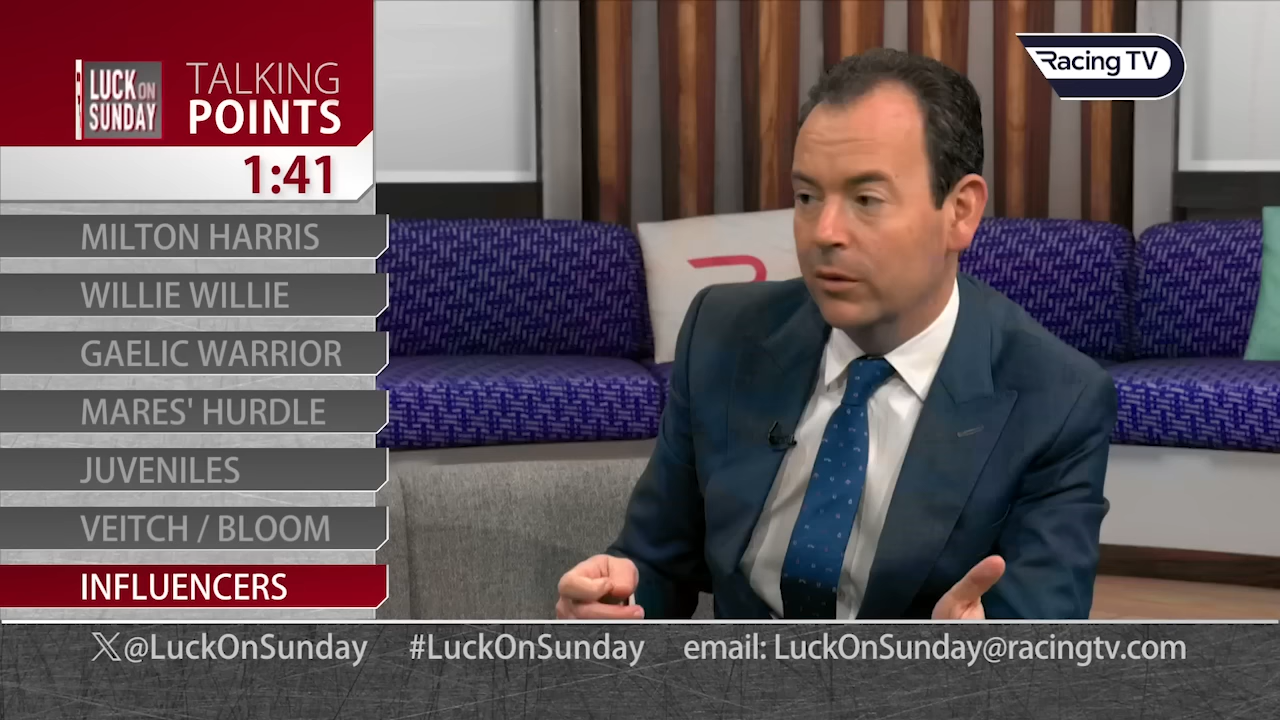 LUCK ON
SUNDAY
TALKING
POINTS
1:41
MILTON HARRIS
WILLIE WILLIE
GAELIC WARRIOR
MARES' HURDLE
JUVENILES
VEITCH / BLOOM
INFLUENCERS
Racing TV
X@LuckOnSunday #LuckOnSunday email: LuckOnSunday@racingtv.com